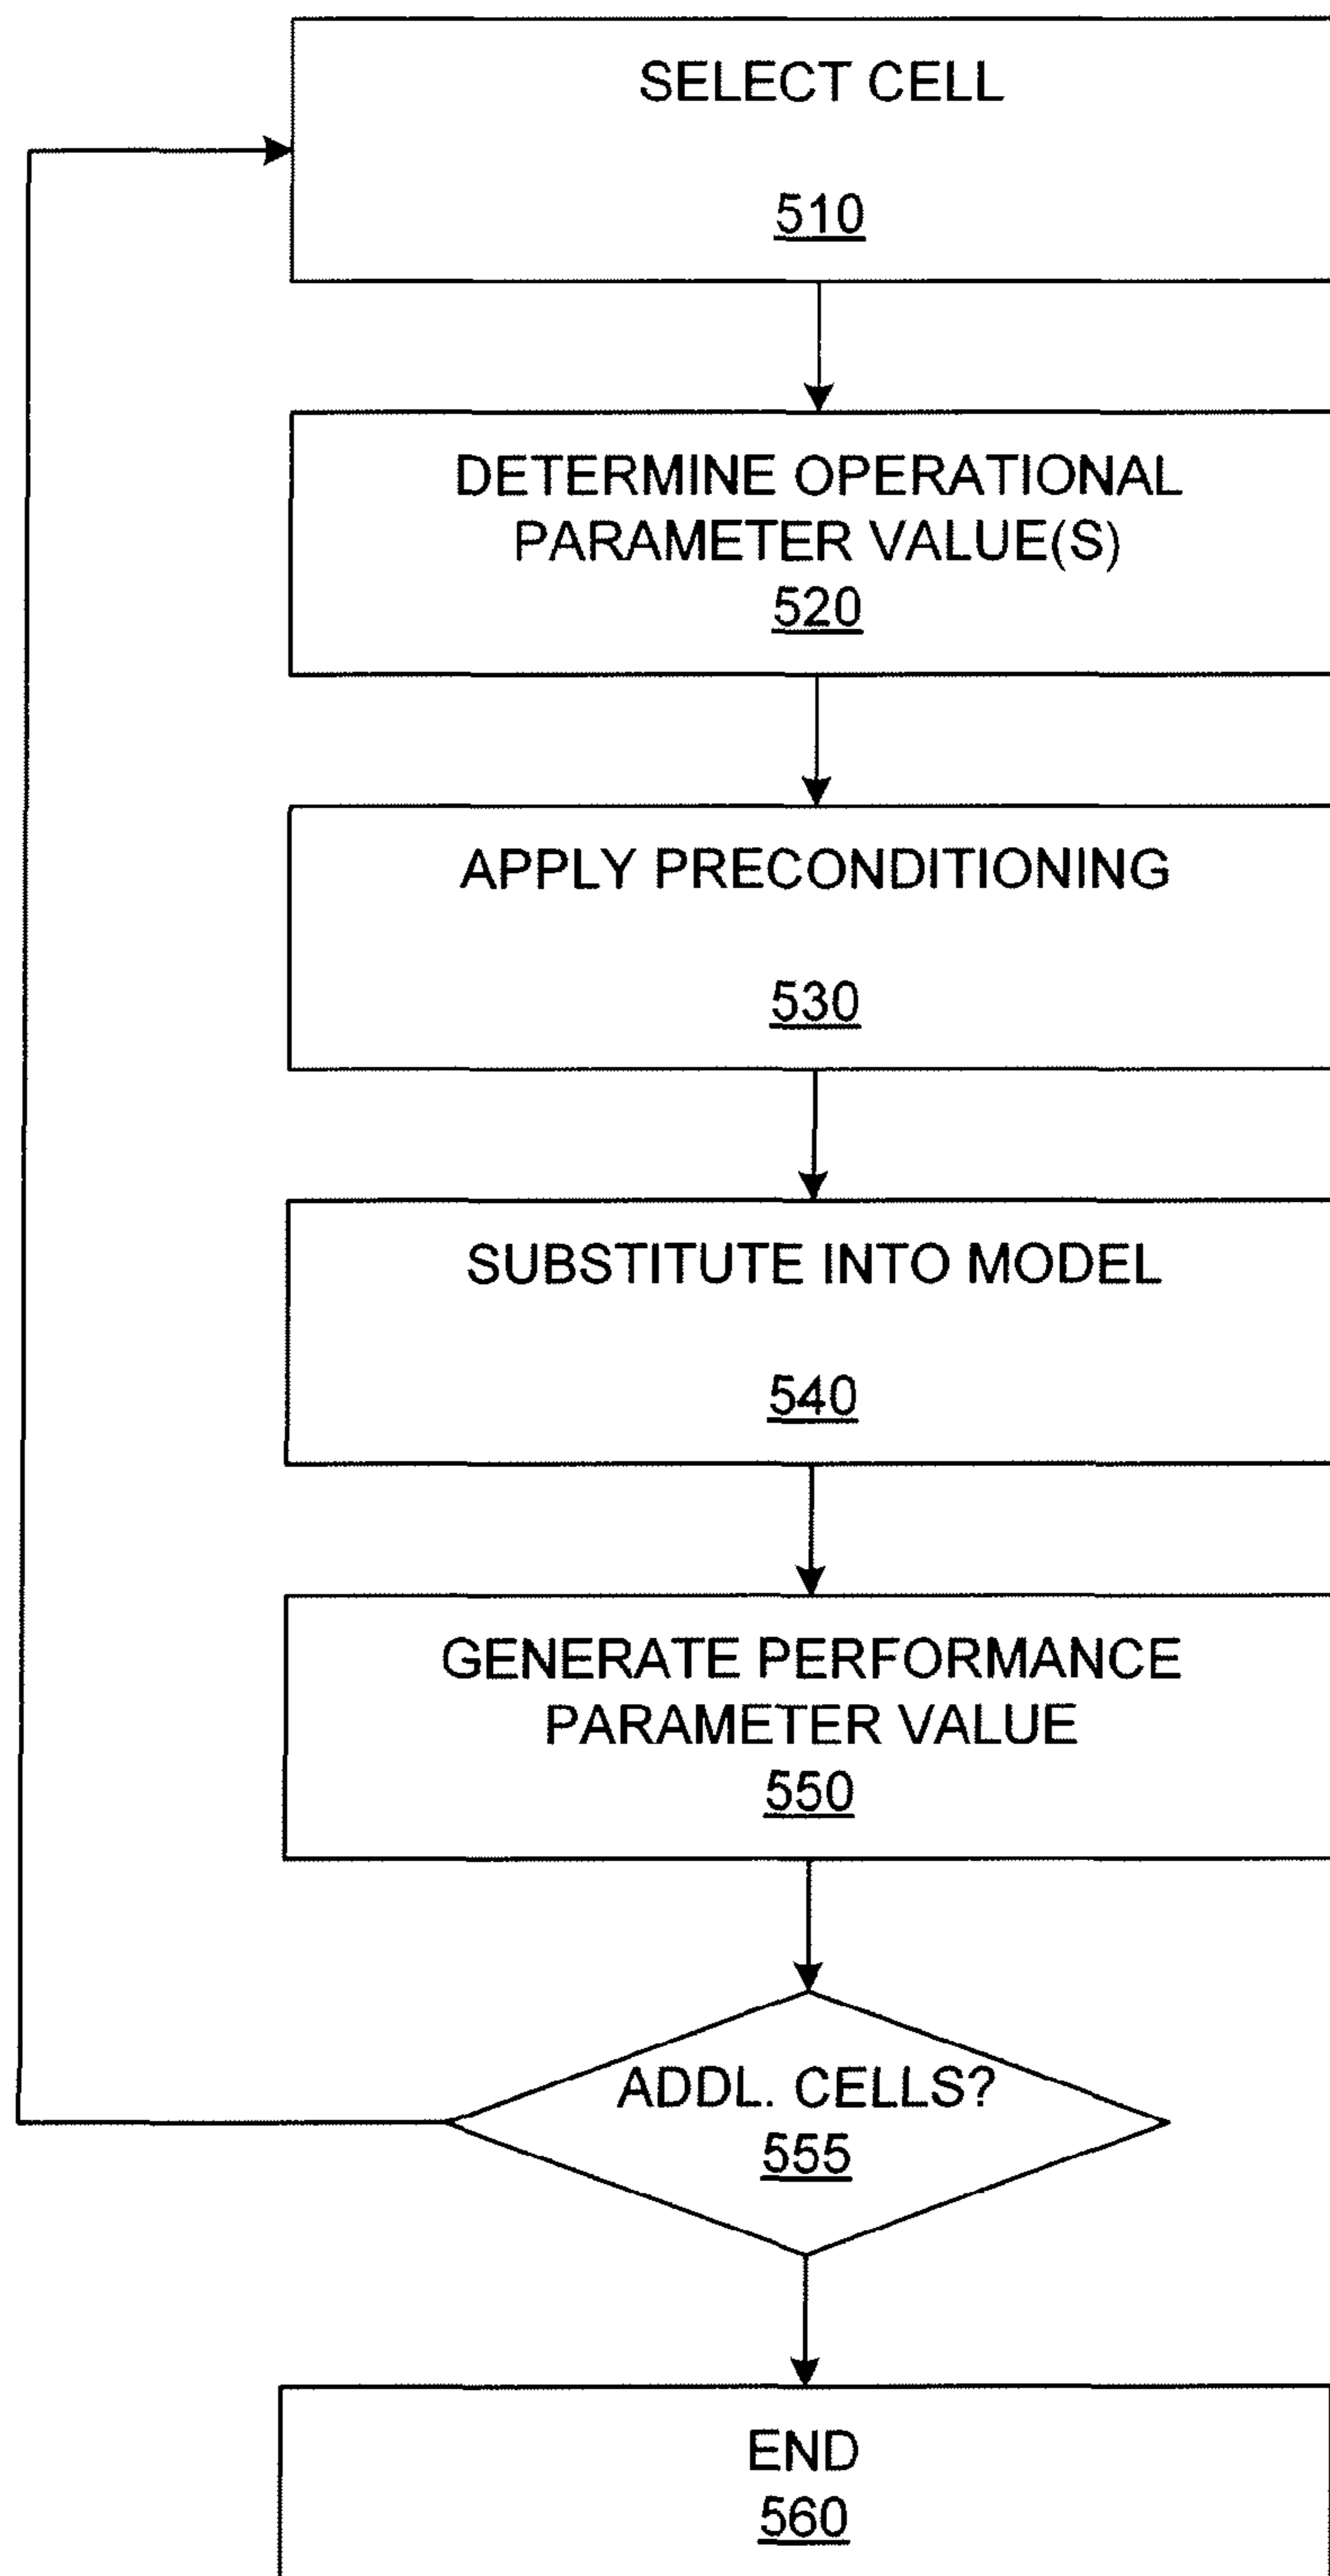 SELECT CELL
510
DETERMINE OPERATIONAL
PARAMETER VALUE(S)
520
APPLY PRECONDITIONING
530
SUBSTITUTE INTO MODEL
540
GENERATE PERFORMANCE
PARAMETER VALUE
550
ADDL. CELLS?
555
END
560